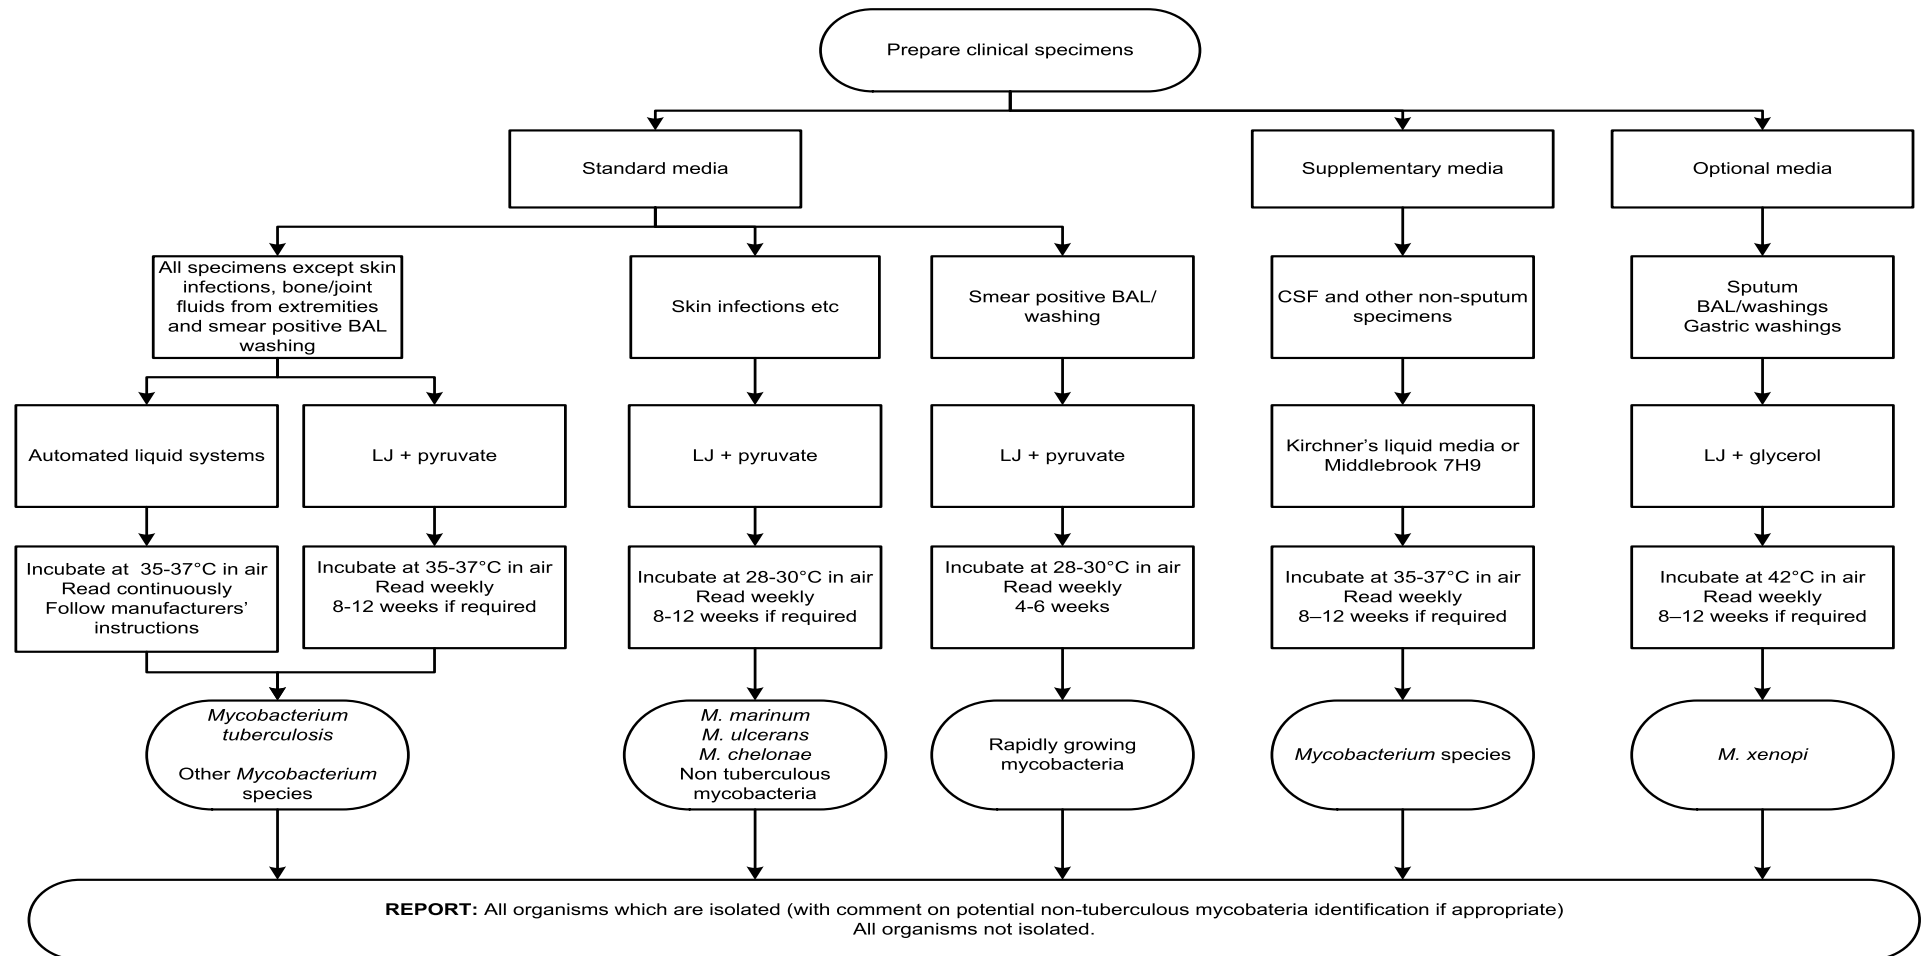 Prepare clinical specimens
Standard media
Supplementary media
Optional media
All specimens except skin
infections, bone/joint
fluids from extremities
and smear positive BAL
washing
Skin infections etc
Smear positive BAL/
washing
CSF and other non-sputum
specimens
Sputum
BAL/washings
Gastric washings
Automated liquid systems
LJ + pyruvate
LJ + pyruvate
LJ + pyruvate
Kirchner’s liquid media or
Middlebrook 7H9
LJ + glycerol
Incubate at 35-37°C in air
Read continuously
Follow manufacturers’
instructions
Incubate at 35-37°C in air
Read weekly
8-12 weeks if required
Incubate at 28-30°C in air
Read weekly
8-12 weeks if required
Incubate at 28-30°C in air
Read weekly
4-6 weeks
Incubate at 35-37°C in air
Read weekly
8–12 weeks if required
Incubate at 42°C in air
Read weekly
8–12 weeks if required
Mycobacterium
tuberculosis
Other Mycobacterium
species
M. marinum
M. ulcerans
M. chelonae
Non tuberculous
mycobacteria
Rapidly growing
mycobacteria
Mycobacterium species
M. xenopi
REPORT: All organisms which are isolated (with comment on potential non-tuberculous mycobateria identification if appropriate)
All organisms not isolated.